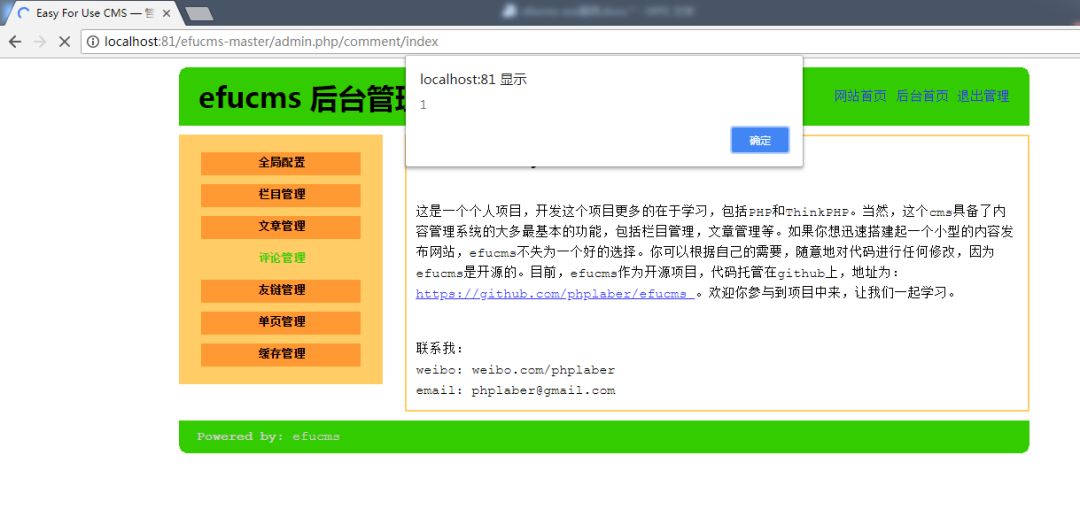 Easy For Use CMS — 管
localhost:81/efucms-master/admin.php/comment/index
localhost:81 显示
1
确定
efucms 后台管理
网站首页 后台首页 退出管理
全局配置
栏目管理
文章管理
评论管理
友链管理
单页管理
缓存管理
这是一个个人项目，开发这个项目更多的在于学习，包括PHP和ThinkPHP。当然，这个cms具备了内
容管理系统的大多最基本的功能，包括栏目管理，文章管理等。如果你想迅速搭建起一个小型的内容发
布网站，efucms不失为一个好的选择。你可以根据自己的需要，随意地对代码进行任何修改，因为
efucms是开源的。目前，efucms作为开源项目，代码托管在github上，地址为：
https://github.com/phplaber/efucms 。欢迎你参与到项目中来，让我们一起学习。
联系我：
weibo: weibo.com/phplaber
email: phplaber@gmail.com
Powered by: efucms